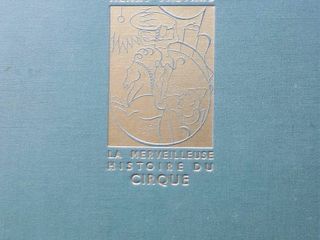 LA MERVEILLEUSE
HISTOIRE DU
CIRQUE